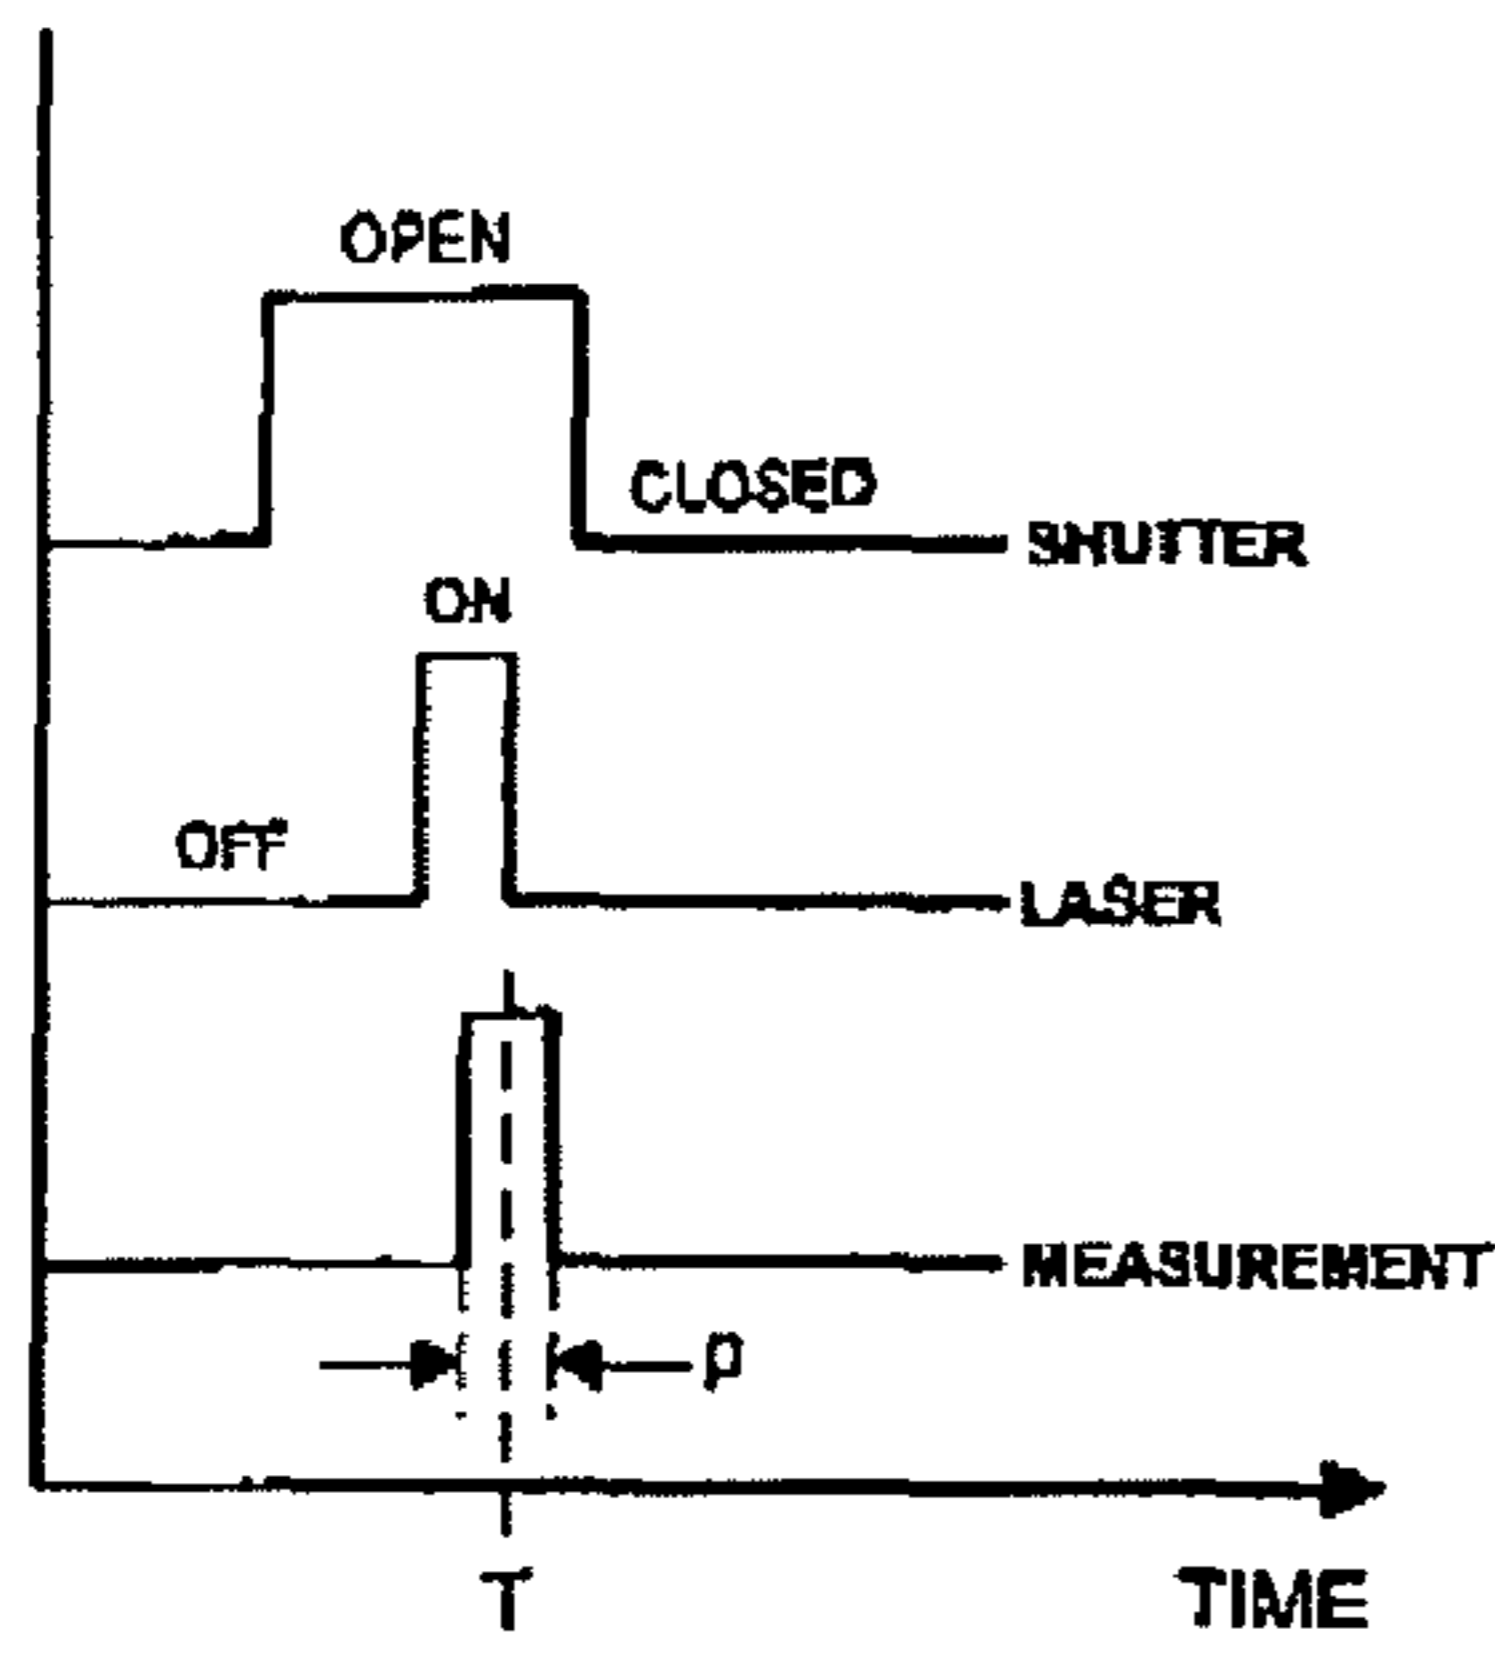 OPEN
CLOSED
SHUTTER
ON
OFF
LASER
MEASUREMENT
p
T
TIME